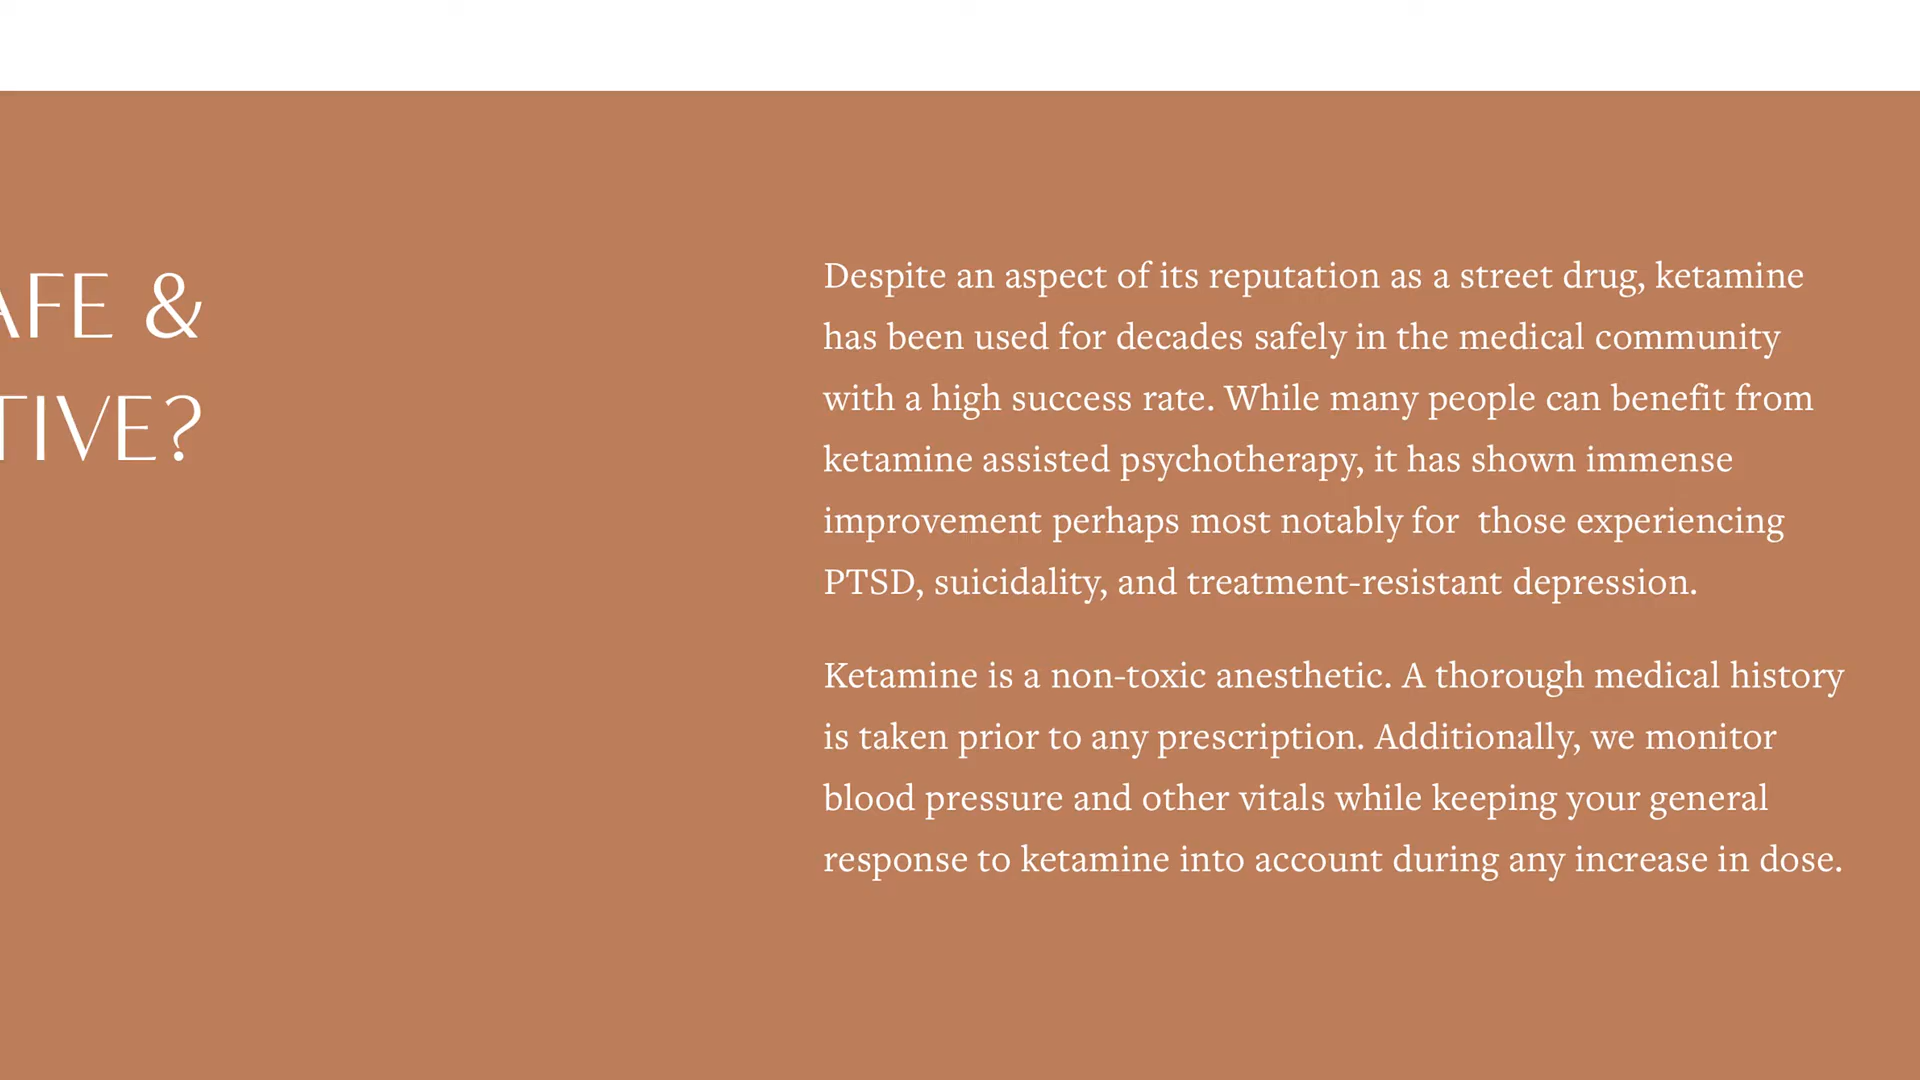 AFE &
TIVE?
Despite an aspect of its reputation as a street drug, ketamine
has been used for decades safely in the medical community
with a high success rate. While many people can benefit from
ketamine assisted psychotherapy, it has shown immense
improvement perhaps most notably for  those experiencing
PTSD, suicidality, and treatment-resistant depression.
Ketamine is a non-toxic anesthetic. A thorough medical history
is taken prior to any prescription. Additionally, we monitor
blood pressure and other vitals while keeping your general
response to ketamine into account during any increase in dose.